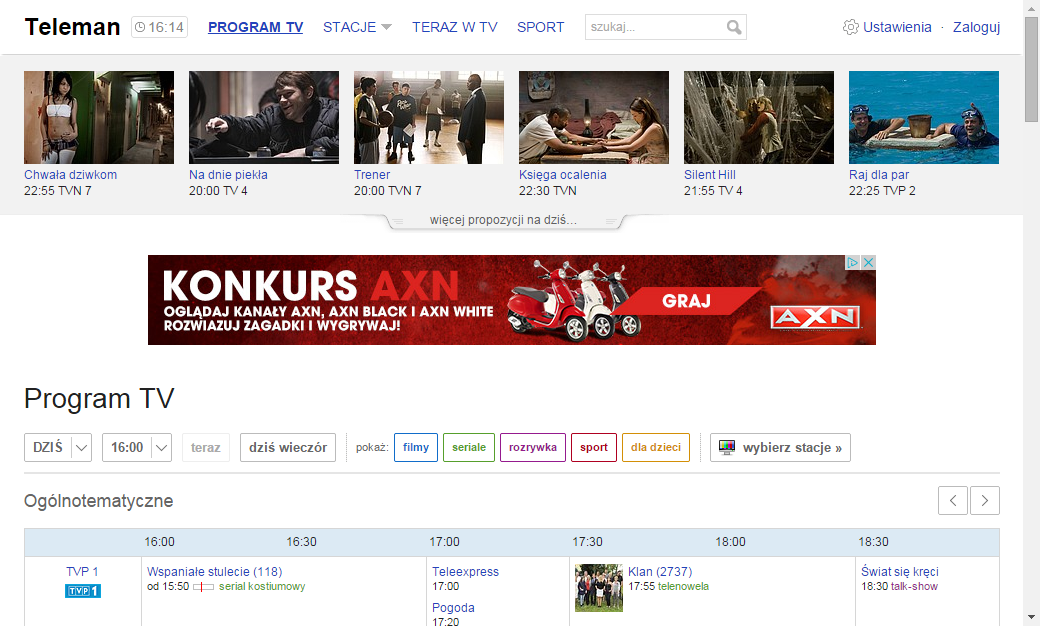 Teleman
16:14
PROGRAM TV
STACJE
TERAZ W TV
SPORT
szukaj...
Ustawienia · Zaloguj
Chwała dziwkom
22:55 TVN 7
Na dnie piekła
20:00 TV 4
Trener
20:00 TVN 7
Księga ocalenia
22:30 TVN
Silent Hill
21:55 TV 4
Raj dla par
22:25 TVP 2
więcej propozycji na dziś...
KONKURS AXN
OGLĄDAJ KANAŁY AXN, AXN BLACK I AXN WHITE
ROZWIAZUJ ZAGADKI I WYGRYWAJ!
GRAJ
AXN
Program TV
DZIŚ
16:00
teraz
dziś wieczór
pokaż:
filmy
seriale
rozrywka
sport
dla dzieci
wybierz stacje »
Ogólnotematyczne
16:00 16:30 17:00 17:30 18:00 18:30
TVP 1
TVP 1
Wspaniałe stulecie (118)
od 15:50 serial kostiumowy
Teleexpress
17:00
Pogoda
17:20
Klan (2737)
17:55 telenowela
Świat się kręci
18:30 talk-show